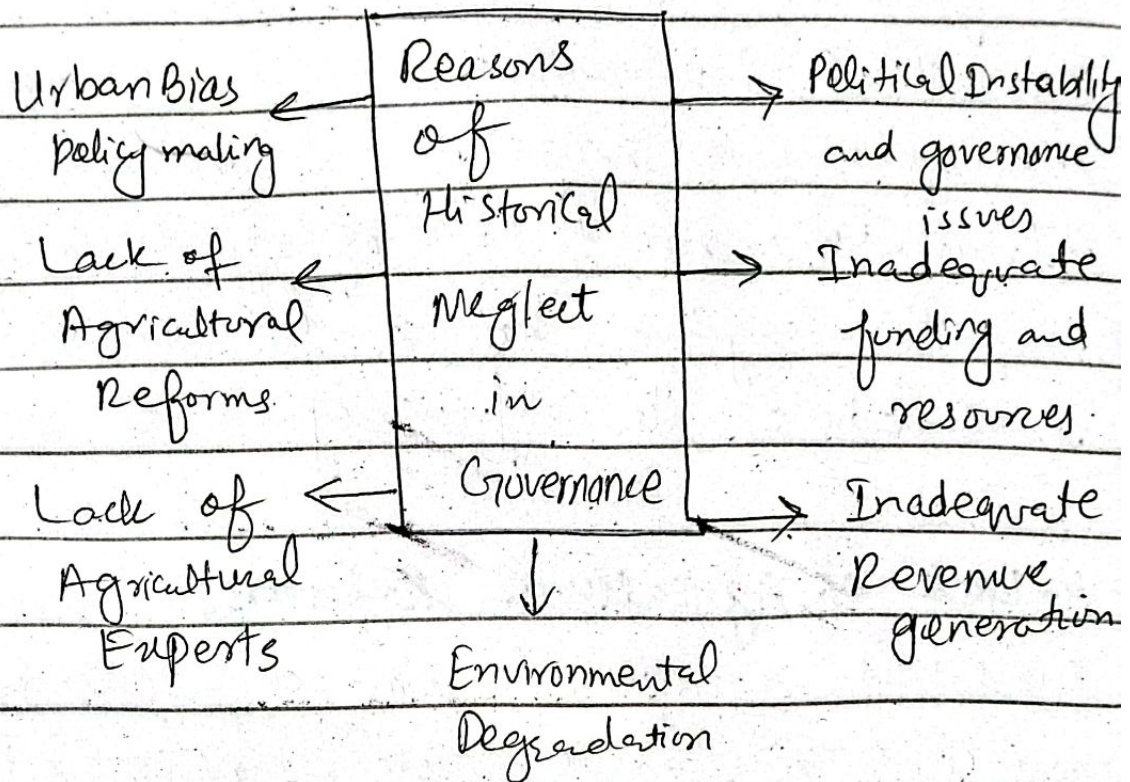 Reasons
of
Historical
Neglect
in
Governance
Urban Bias
policy making
Lack of
Agricultural
Reforms
Lack of
Agricultural
Experts
Political Instability
and governance
issues
Inadequate
funding and
resources.
Inadequate
Revenue
generation
Environmental
Degradation